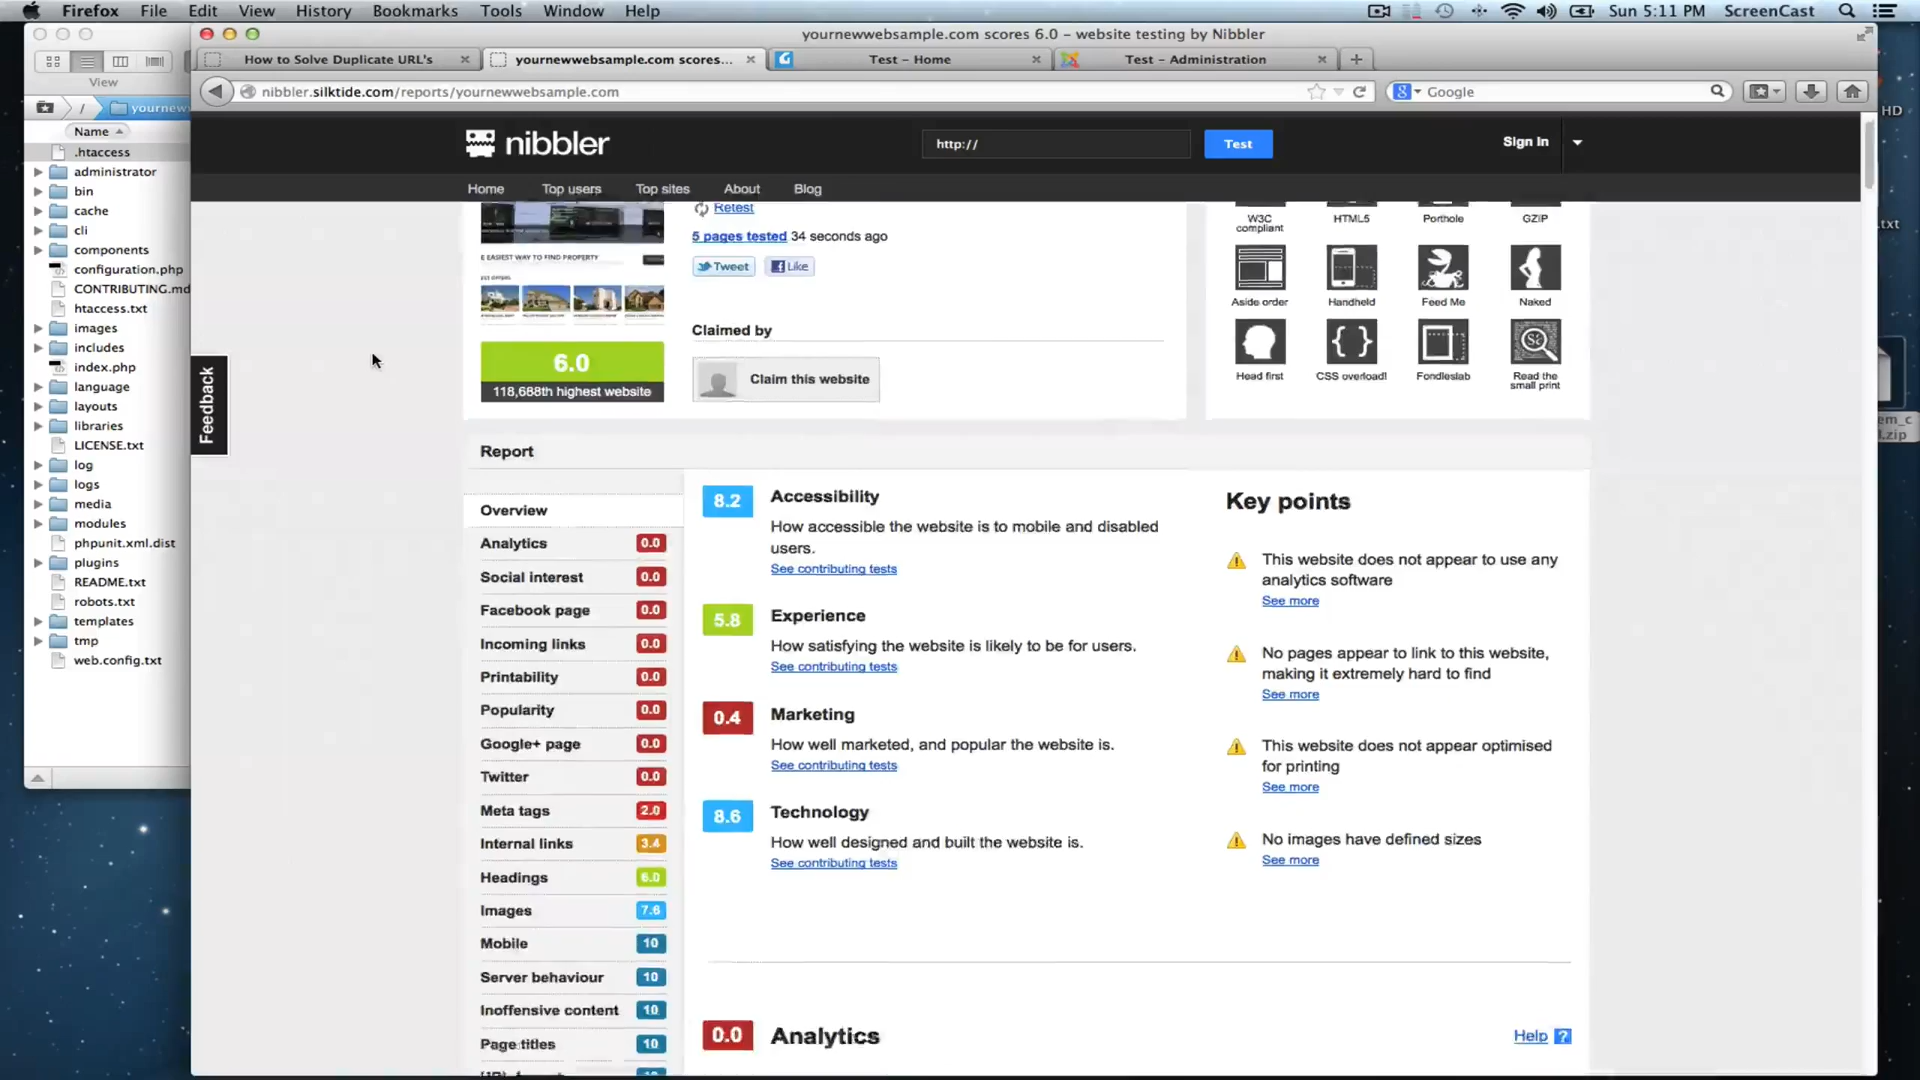 Firefox File Edit View History Bookmarks Tools Window Help Sun 5:11 PM ScreenCast
yournewwebsample.com scores 6.0 – website testing by Nibbler
How to Solve Duplicate URL's
yournewwebsample.com scores...
Test – Home
Test – Administration
View
nibbler.silktide.com/reports/yournewwebsample.com
Google
/ yournew
HD
Name
.htaccess
administrator
bin
cache
cli
components
configuration.php
CONTRIBUTING.md
htaccess.txt
images
includes
index.php
language
layouts
libraries
LICENSE.txt
log
logs
media
modules
phpunit.xml.dist
plugins
README.txt
robots.txt
templates
tmp
web.config.txt
nibbler
http://
Test
Sign In
Home Top users Top sites About Blog
Retest
5 pages tested 34 seconds ago
Tweet Like
E EASIEST WAY TO FIND PROPERTY
Claimed by
Claim this website
6.0
118,688th highest website
W3C
compliant
HTML5
Porthole
GZIP
Aside order
Handheld
Feed Me
Naked
Head first
CSS overload!
Fondleslab
Read the
small print
.txt
em_c
.zip
Feedback
Report
Overview
Analytics 0.0
Social interest 0.0
Facebook page 0.0
Incoming links 0.0
Printability 0.0
Popularity 0.0
Google+ page 0.0
Twitter 0.0
Meta tags 2.0
Internal links 3.4
Headings 6.0
Images 7.6
Mobile 10
Server behaviour 10
Inoffensive content 10
Page titles 10
8.2 Accessibility
How accessible the website is to mobile and disabled
users.
See contributing tests
5.8 Experience
How satisfying the website is likely to be for users.
See contributing tests
0.4 Marketing
How well marketed, and popular the website is.
See contributing tests
8.6 Technology
How well designed and built the website is.
See contributing tests
Key points
This website does not appear to use any
analytics software
See more
No pages appear to link to this website,
making it extremely hard to find
See more
This website does not appear optimised
for printing
See more
No images have defined sizes
See more
0.0 Analytics
Help ?